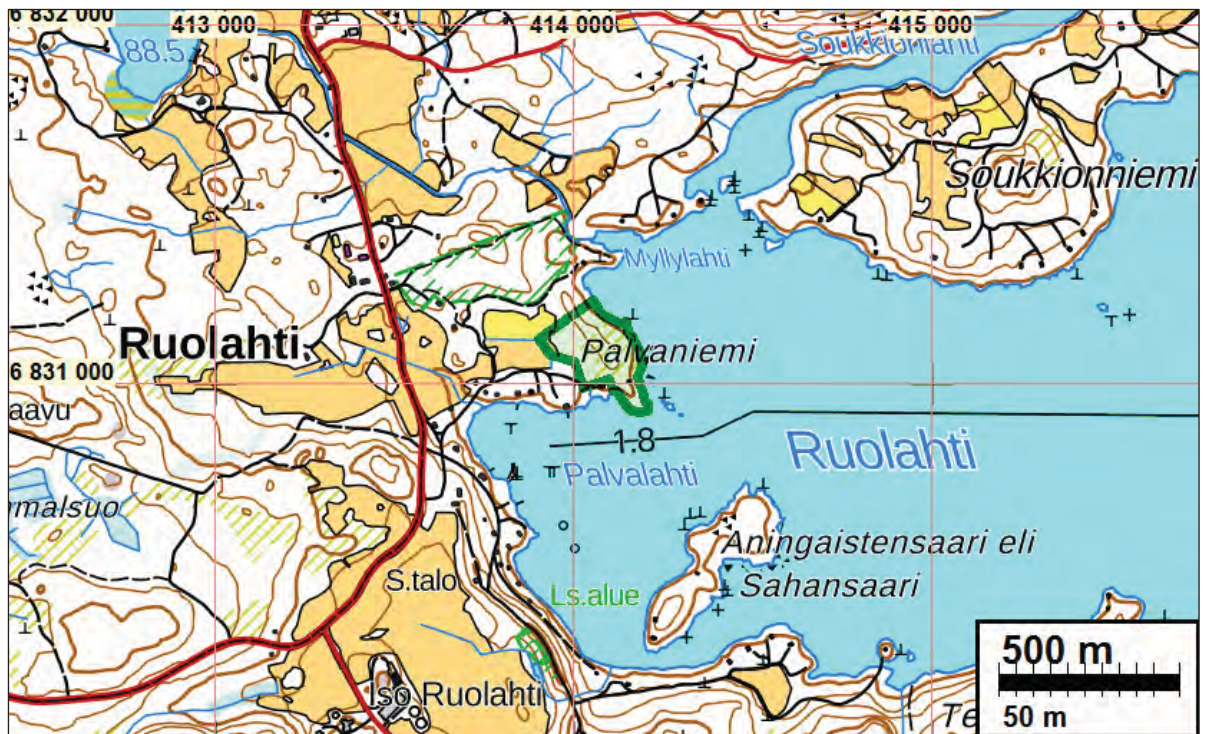 6 832 000
413 000
414 000
415 000
88.5
Soukkionlahti
Soukkionniemi
Myllylahti
Ruolahti
Palvaniemi
6 831 000
aavu
1.8
Ruolahti
Palvalahti
malsuo
Aningaistensaari eli
Sahansaari
S.talo
Ls.alue
500 m
Iso Ruolahti
50 m
Te